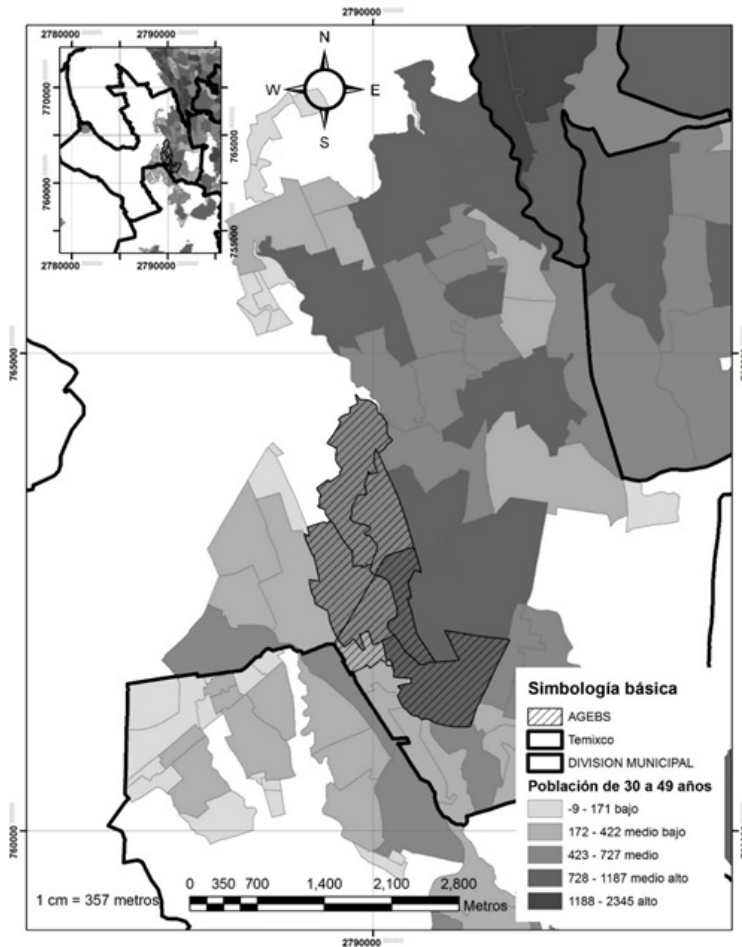 2790000
2780000 2790000
770000
760000
765000
755000
2780000 2790000
N
W E
S
765000
760000
Simbología básica
AGEBS
Temixco
DIVISION MUNICIPAL
Población de 30 a 49 años
-9 - 171 bajo
172 - 422 medio bajo
423 - 727 medio
728 - 1187 medio alto
1188 - 2345 alto
1 cm = 357 metros
0 350 700 1,400 2,100 2,800
Metros
2790000